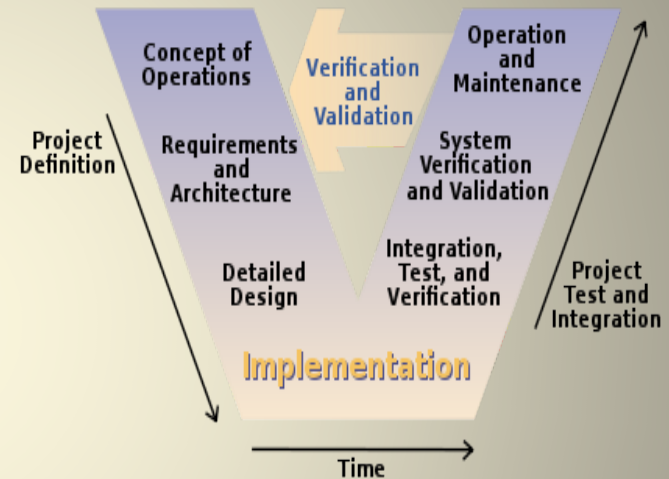 Concept of
Operations
Verification
and
Validation
Operation
and
Maintenance
Project
Definition
Requirements
and
Architecture
System
Verification
and Validation
Detailed
Design
Integration,
Test, and
Verification
Project
Test and
Integration
Implementation
Time